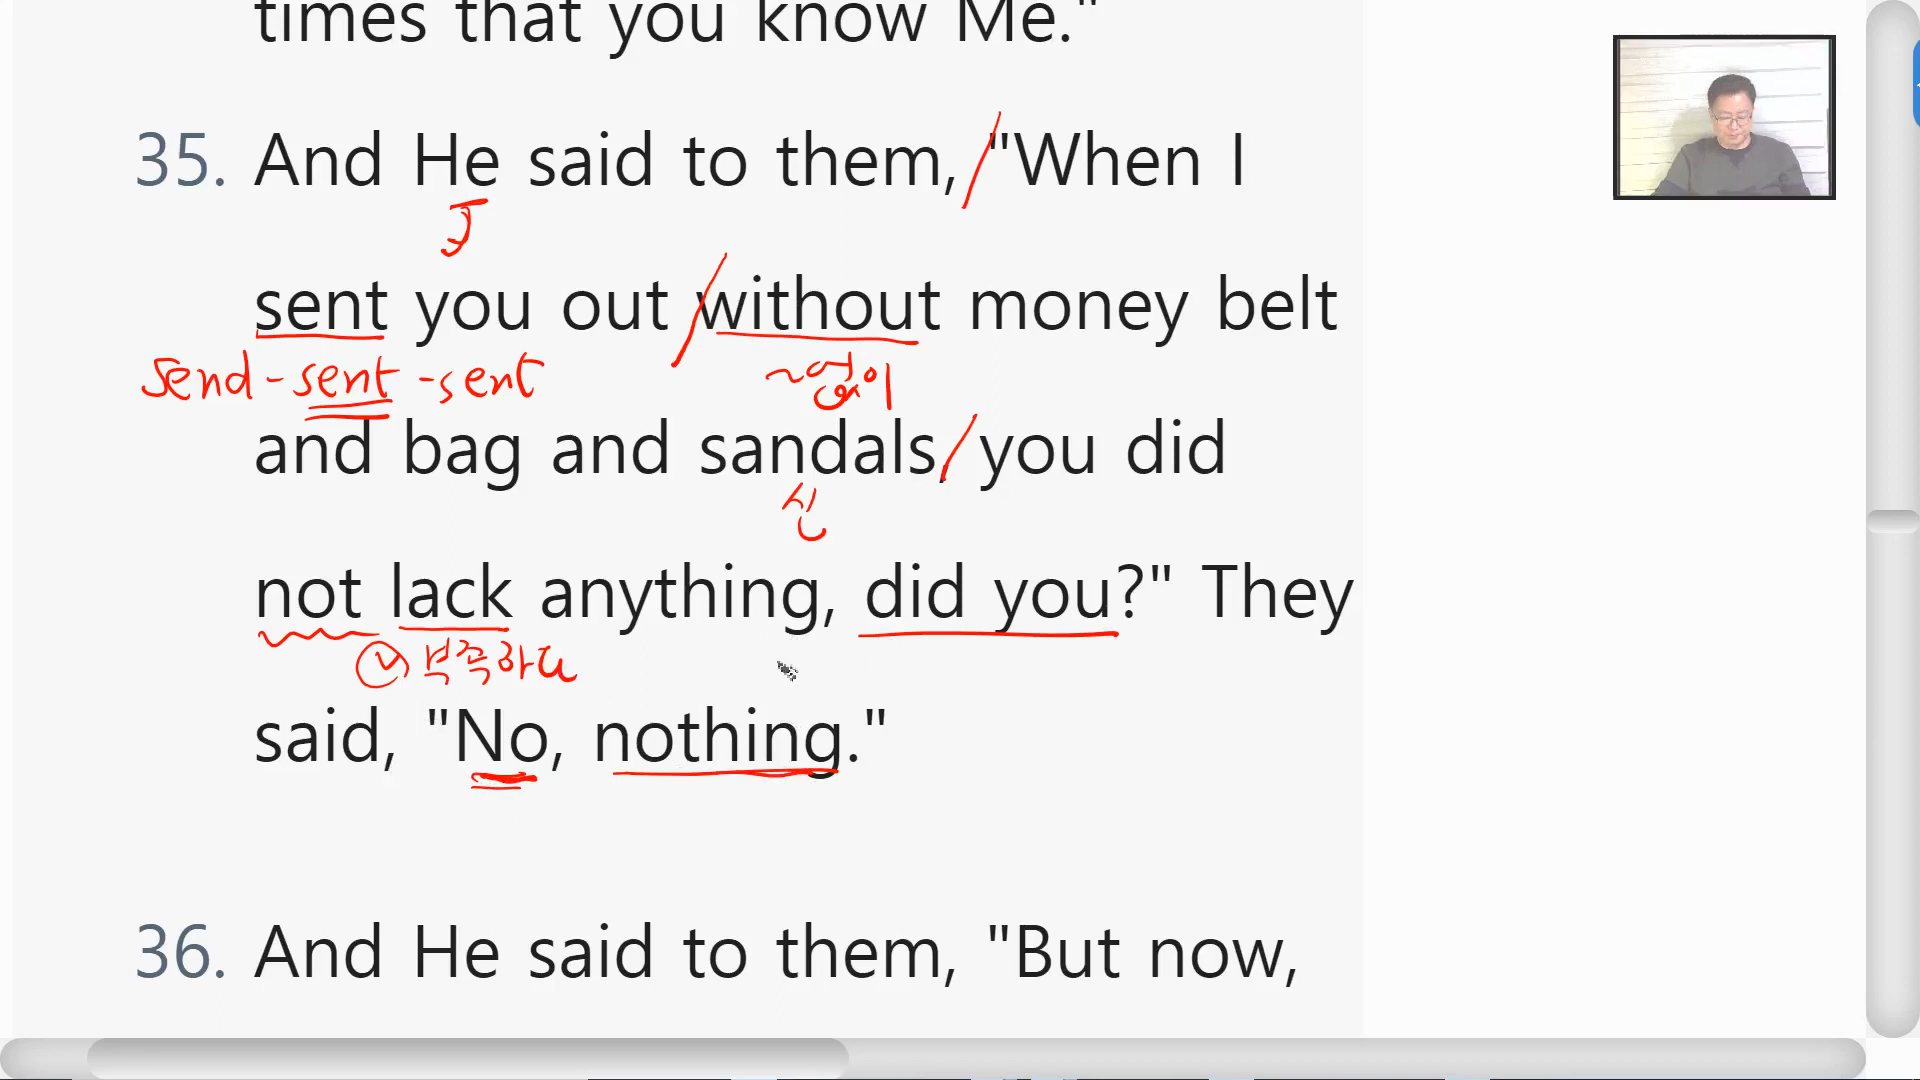 times that you know Me."
35. And He said to them, "When I
J
sent you out without money belt
send - sent - sent ~없이
and bag and sandals, you did
신
not lack anything, did you?" They
V 부족하다
said, "No, nothing."
36. And He said to them, "But now,